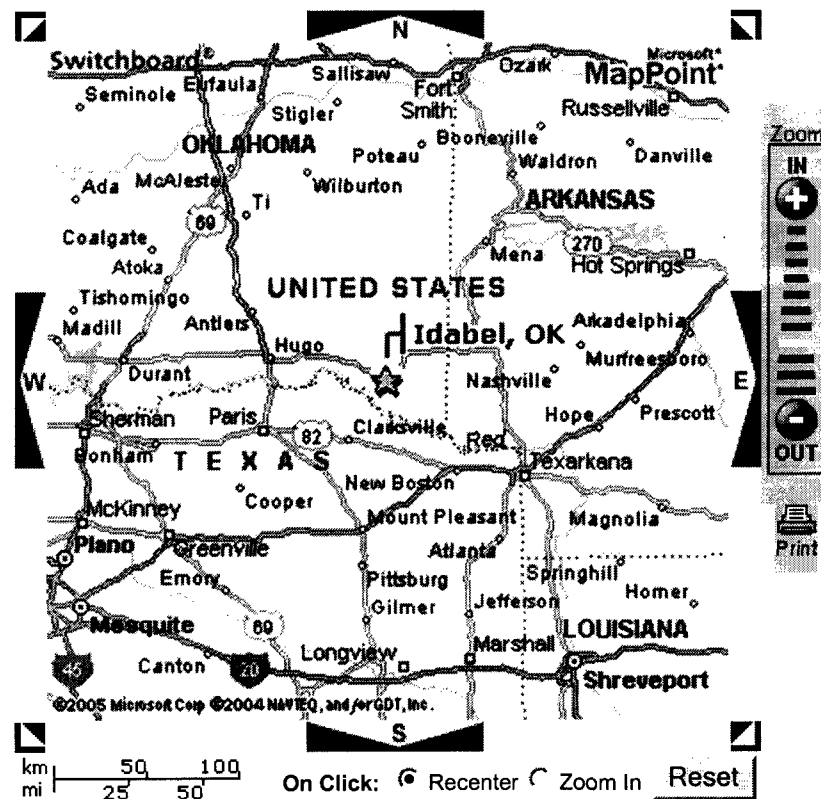 N
Switchboard
Microsoft®
MapPoint®
Sallisaw
Ozark
Seminole
Eufaula
Fort
Smith
Russellville
Stigler
Zoom
IN
OKLAHOMA
Poteau
Booneville
Danville
McAlester
Wilburton
Waldron
Ada
Ti
ARKANSAS
69
Coalgate
Mena
270
Hot Springs
Atoka
UNITED STATES
Tishomingo
Antlers
Arkadelphia
Madill
Hugo
Idabel, OK
Murfreesboro
W
Durant
Nashville
E
Sherman
Paris
82
Clarksville
Red
Hope
Prescott
OUT
Bonham
TEXAS
Texarkana
New Boston
Cooper
McKinney
Mount Pleasant
Magnolia
Print
Plano
Greenville
Atlanta
Emory
Pittsburg
Springhill
Homer
Gilmer
Jefferson
Mesquite
69
LOUISIANA
Longview
Marshall
45
Canton
20
Shreveport
©2005 Microsoft Corp ©2004 NAVTEQ, and/or GDT, Inc.
S
km 50 100
mi 25 50
On Click: Recenter Zoom In Reset